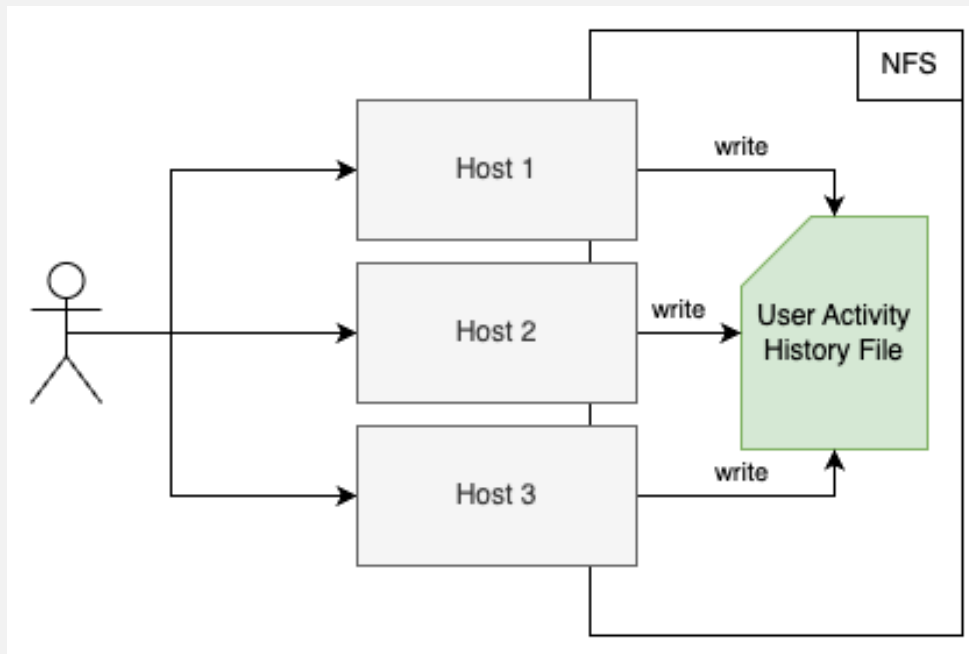 NFS
Host 1
write
Host 2
write
User Activity
History File
Host 3
write